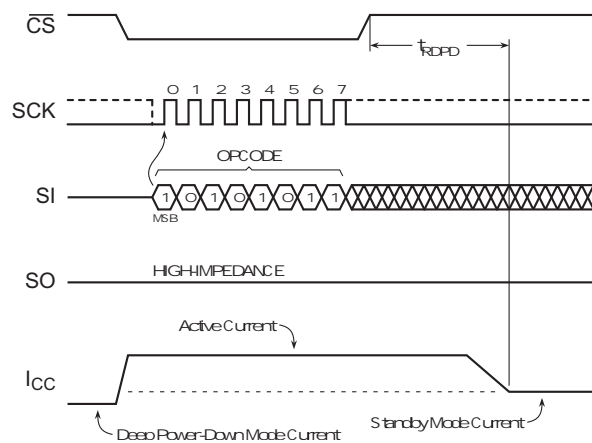 CS
tRDPD
0 1 2 3 4 5 6 7
SCK
OPCODE
SI
1 0 1 0 1 0 1 1
MSB
HIGH-IMPEDANCE
SO
Active Current
ICC
Standby Mode Current
Deep Power-Down Mode Current